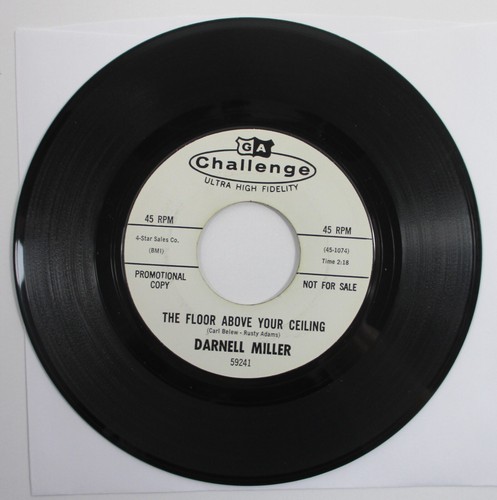 GA
Challenge
ULTRA HIGH FIDELITY
45 RPM
45 RPM
4-Star Sales Co.
(BMI)
(45-1074)
Time 2:18
PROMOTIONAL
COPY
NOT FOR SALE
THE FLOOR ABOVE YOUR CEILING
(Carl Belew - Rusty Adams)
DARNELL MILLER
59241